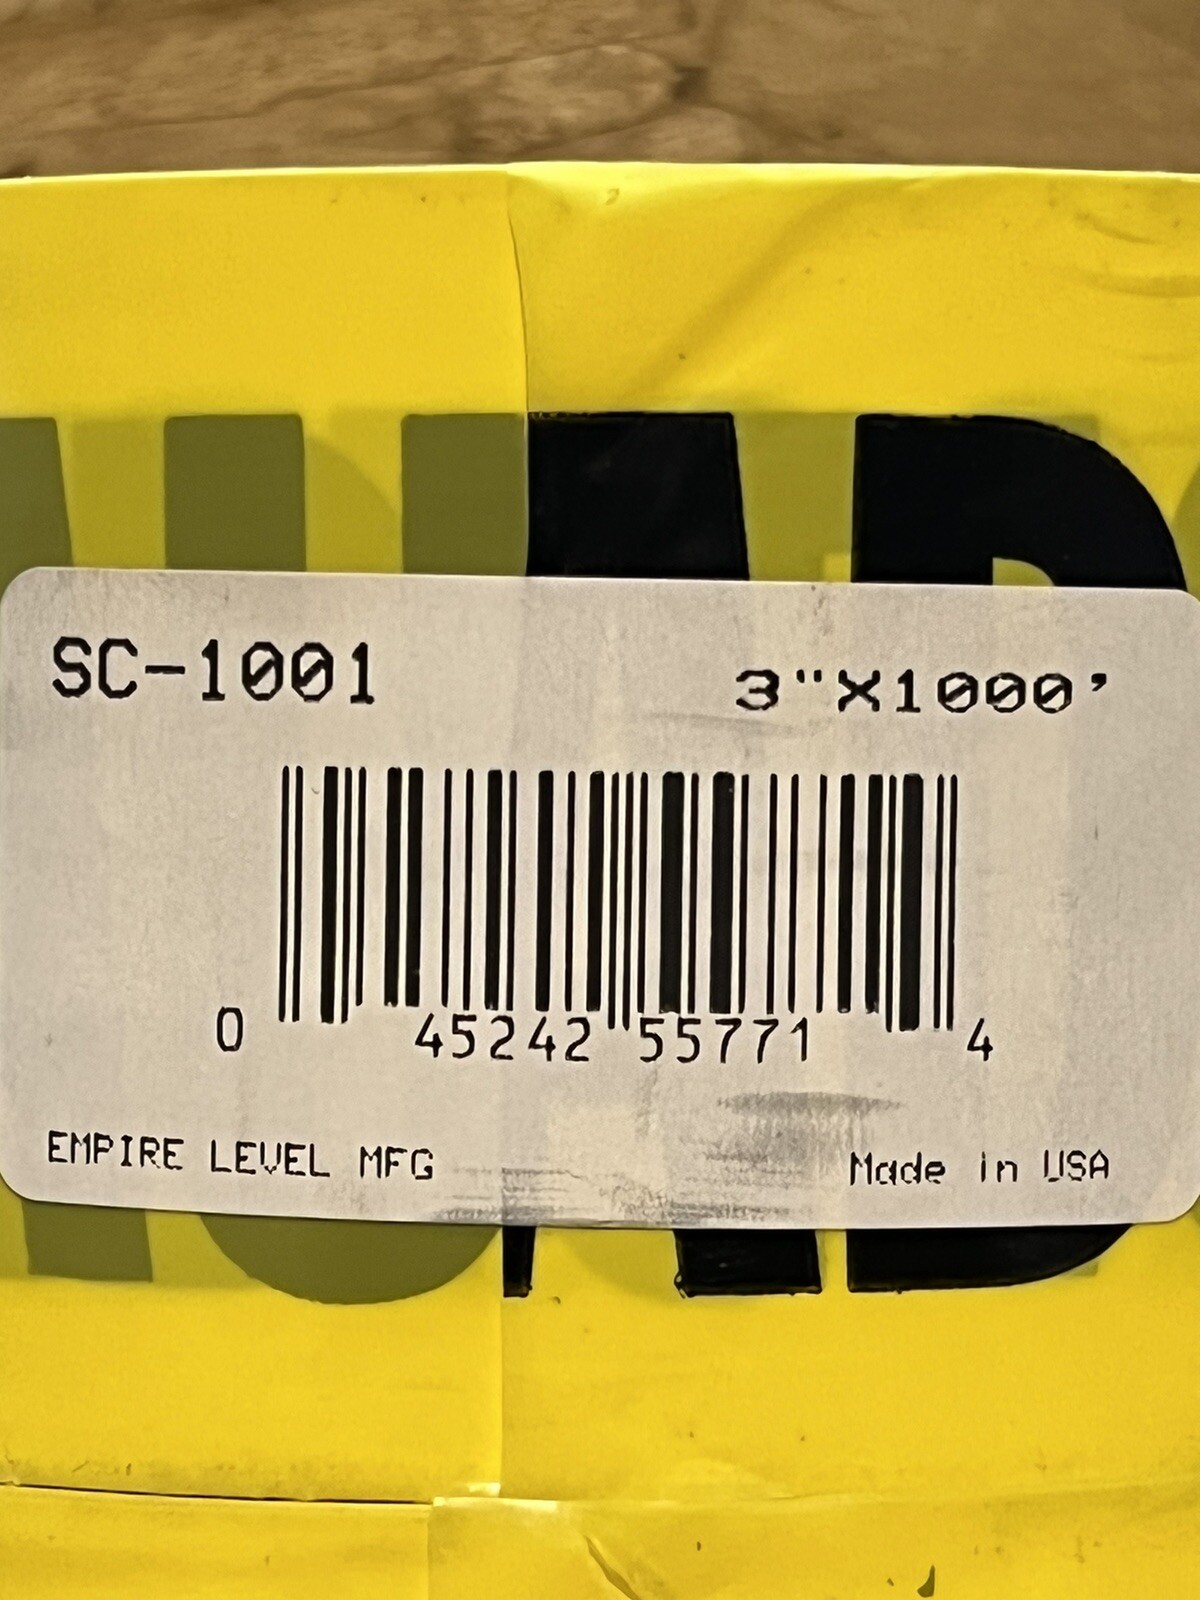 SC-1001
3"X1000'
0 45242 55771 4
EMPIRE LEVEL MFG
Made in USA